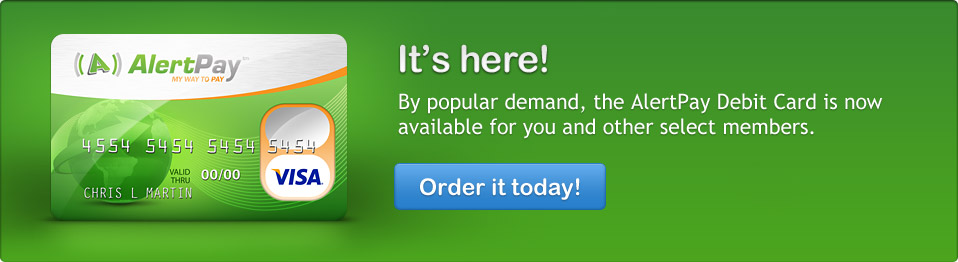 ((A)) AlertPay™
MY WAY TO PAY
4554 5454 5454 5454
VALID
THRU 00/00
CHRIS L MARTIN
VISA
It's here!
By popular demand, the AlertPay Debit Card is now
available for you and other select members.
Order it today!